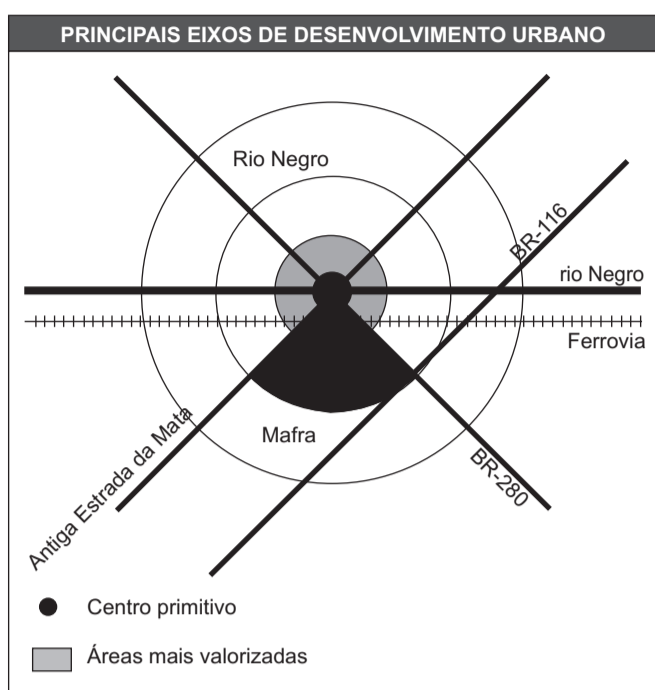 PRINCIPAIS EIXOS DE DESENVOLVIMENTO URBANO
Rio Negro
BR-116
rio Negro
Ferrovia
Mafra
Antiga Estrada da Mata
BR-280
Centro primitivo
Áreas mais valorizadas